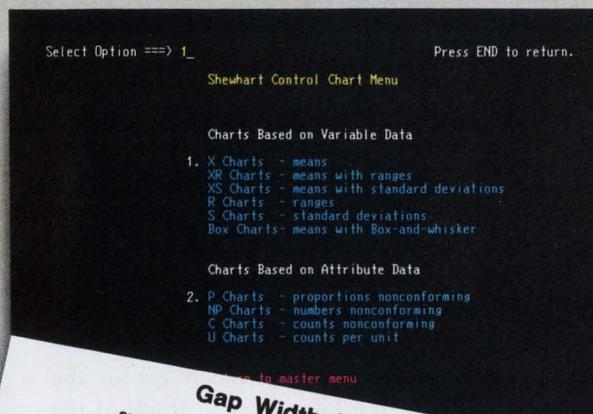 Select Option ===> 1_ Press END to return.
Shewhart Control Chart Menu
Charts Based on Variable Data
1. X Charts - means
XR Charts - means with ranges
XS Charts - means with standard deviations
R Charts - ranges
S Charts - standard deviations
Box Charts- means with Box-and-whisker
Charts Based on Attribute Data
2. P Charts - proportions nonconforming
NP Charts - numbers nonconforming
C Charts - counts nonconforming
U Charts - counts per unit
to master menu
Gap Width